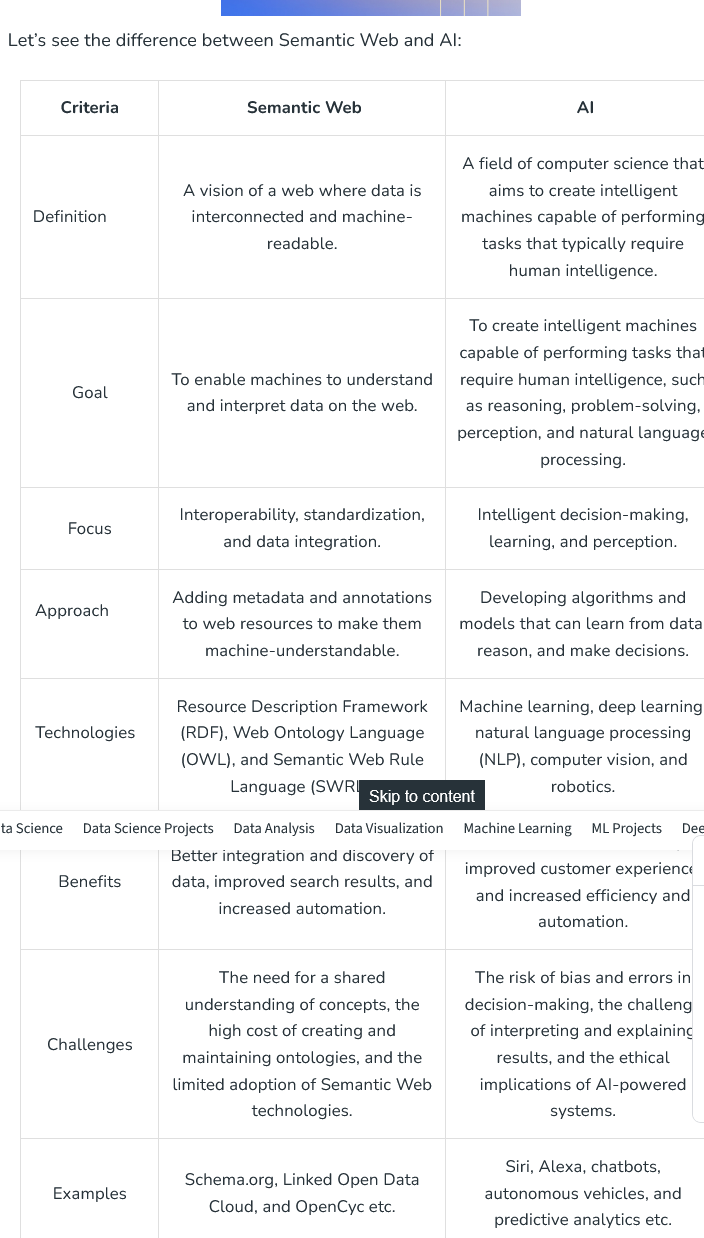 Let’s see the difference between Semantic Web and AI:
Criteria
Semantic Web
AI
Definition
A vision of a web where data is
interconnected and machine-
readable.
A field of computer science that
aims to create intelligent
machines capable of performing
tasks that typically require
human intelligence.
Goal
To enable machines to understand
and interpret data on the web.
To create intelligent machines
capable of performing tasks that
require human intelligence, such
as reasoning, problem-solving,
perception, and natural language
processing.
Focus
Interoperability, standardization,
and data integration.
Intelligent decision-making,
learning, and perception.
Approach
Adding metadata and annotations
to web resources to make them
machine-understandable.
Developing algorithms and
models that can learn from data
reason, and make decisions.
Technologies
Resource Description Framework
(RDF), Web Ontology Language
(OWL), and Semantic Web Rule
Language (SWRL
Machine learning, deep learning
natural language processing
(NLP), computer vision, and
robotics.
Skip to content
ta Science Data Science Projects Data Analysis Data Visualization Machine Learning ML Projects Dee
Benefits
Better integration and discovery of
data, improved search results, and
increased automation.
improved customer experience
and increased efficiency and
automation.
Challenges
The need for a shared
understanding of concepts, the
high cost of creating and
maintaining ontologies, and the
limited adoption of Semantic Web
technologies.
The risk of bias and errors in
decision-making, the challeng
of interpreting and explaining
results, and the ethical
implications of AI-powered
systems.
Examples
Schema.org, Linked Open Data
Cloud, and OpenCyc etc.
Siri, Alexa, chatbots,
autonomous vehicles, and
predictive analytics etc.